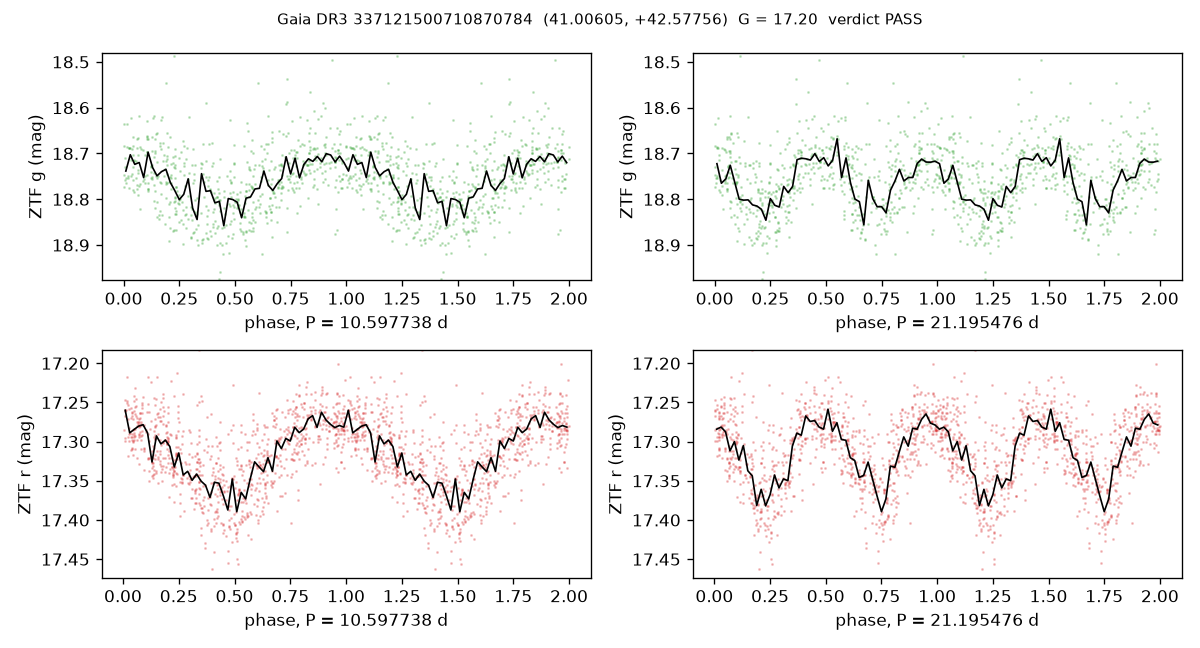 Gaia DR3 337121500710870784 (41.00605, +42.57756) G = 17.20 verdict PASS
ZTF g (mag)
18.5
18.6
18.7
18.8
18.9
0.00 0.25 0.50 0.75 1.00 1.25 1.50 1.75 2.00
phase, P = 10.597738 d
ZTF g (mag)
18.5
18.6
18.7
18.8
18.9
0.00 0.25 0.50 0.75 1.00 1.25 1.50 1.75 2.00
phase, P = 21.195476 d
ZTF r (mag)
17.20
17.25
17.30
17.35
17.40
17.45
0.00 0.25 0.50 0.75 1.00 1.25 1.50 1.75 2.00
phase, P = 10.597738 d
ZTF r (mag)
17.20
17.25
17.30
17.35
17.40
17.45
0.00 0.25 0.50 0.75 1.00 1.25 1.50 1.75 2.00
phase, P = 21.195476 d